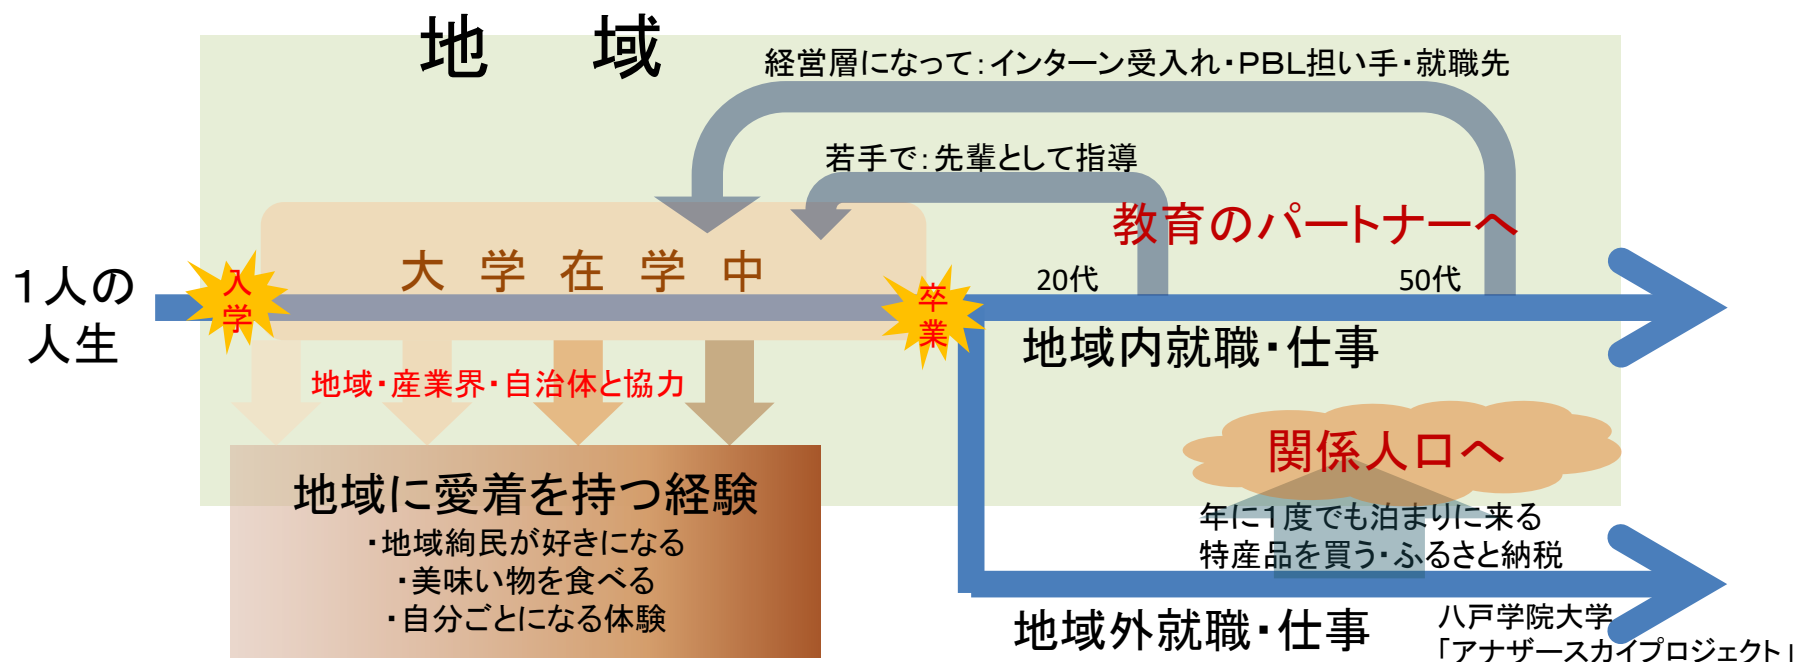 地　域
経営層になって：インターン受入れ・ＰＢＬ担い手・就職先
若手で：先輩として指導
教育のパートナーへ
大 学 在 学 中
入学
卒業
20代
50代
１人の
人生
地域内就職・仕事
地域・産業界・自治体と協力
関係人口へ
地域に愛着を持つ経験
・地域絢民が好きになる
・美味い物を食べる
・自分ごとになる体験
年に１度でも泊まりに来る
特産品を買う・ふるさと納税
地域外就職・仕事
八戸学院大学
「アナザースカイプロジェクト」